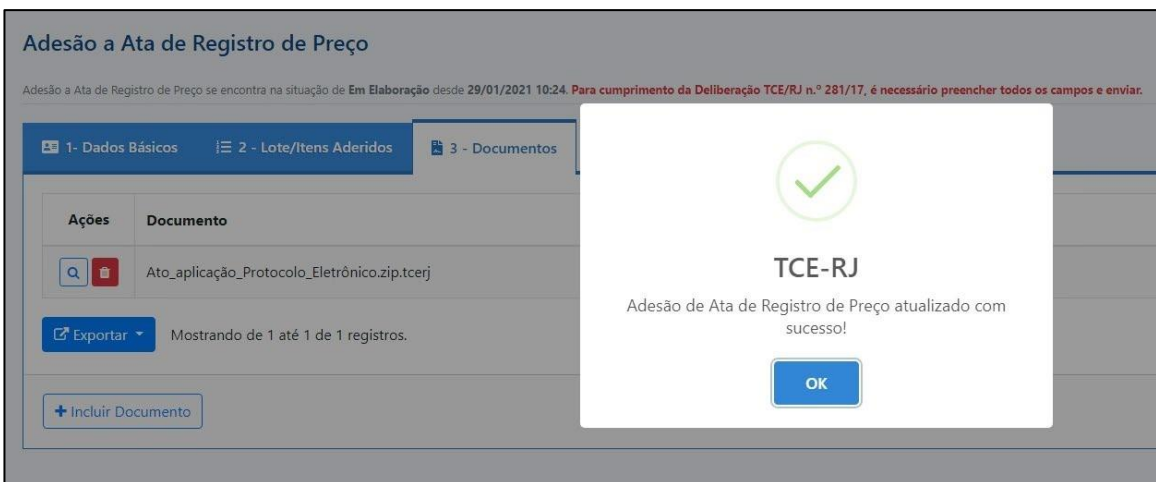 Adesão a Ata de Registro de Preço
Adesão a Ata de Registro de Preço se encontra na situação de Em Elaboração desde 29/01/2021 10:24. Para cumprimento da Deliberação TCE/RJ n.º 281/17, é necessário preencher todos os campos e enviar.
1- Dados Básicos
2 - Lote/Itens Aderidos
3 - Documentos
Ações
Documento
Ato_aplicação_Protocolo_Eletrônico.zip.tcerj
Exportar
Mostrando de 1 até 1 de 1 registros.
Incluir Documento
TCE-RJ
Adesão de Ata de Registro de Preço atualizado com
sucesso!
OK